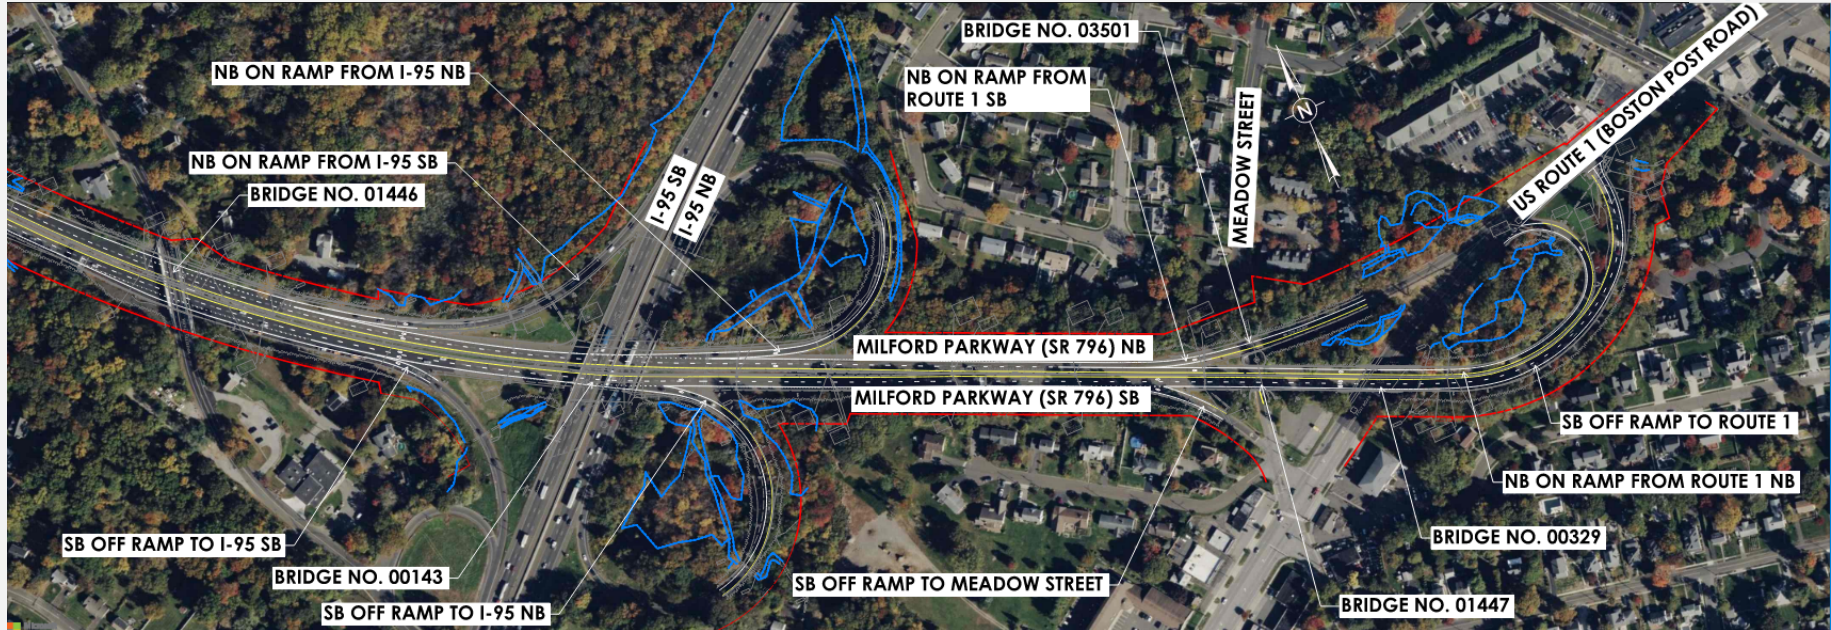 BRIDGE NO. 03501
US ROUTE 1 (BOSTON POST ROAD)
NB ON RAMP FROM I-95 NB
NB ON RAMP FROM
ROUTE 1 SB
MEADOW STREET
N
NB ON RAMP FROM I-95 SB
BRIDGE NO. 01446
I-95 SB
I-95 NB
MILFORD PARKWAY (SR 796) NB
MILFORD PARKWAY (SR 796) SB
SB OFF RAMP TO ROUTE 1
NB ON RAMP FROM ROUTE 1 NB
BRIDGE NO. 00329
SB OFF RAMP TO I-95 SB
BRIDGE NO. 00143
SB OFF RAMP TO MEADOW STREET
BRIDGE NO. 01447
SB OFF RAMP TO I-95 NB